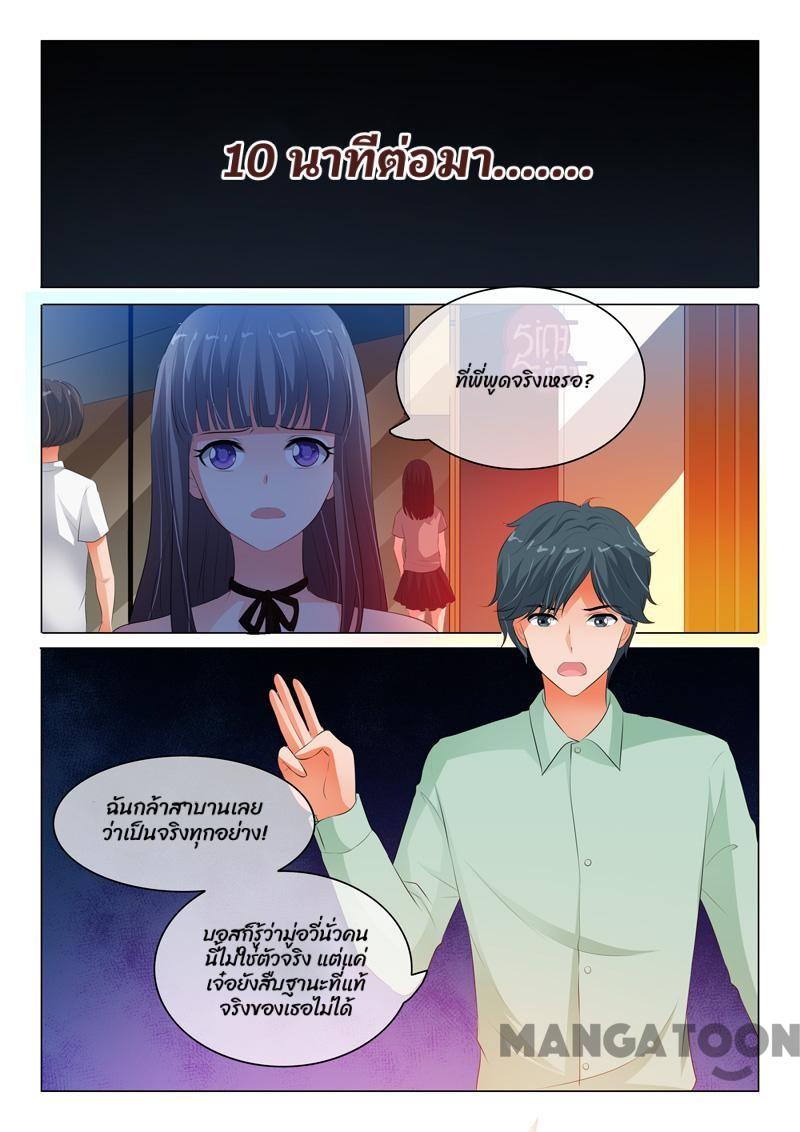 10 นาทีต่อมา.......
ที่พี่พูดจริงเหรอ?
ฉันกล้าสาบานเลย
ว่าเป็นจริงทุกอย่าง!
บอสก็รู้ว่ามู่อวี่นั่วคน
นี้ไม่ใช่ตัวจริง แต่แค่
เจ๋อยังสืบฐานะที่แท้
จริงของเธอไม่ได้
MANGATOON